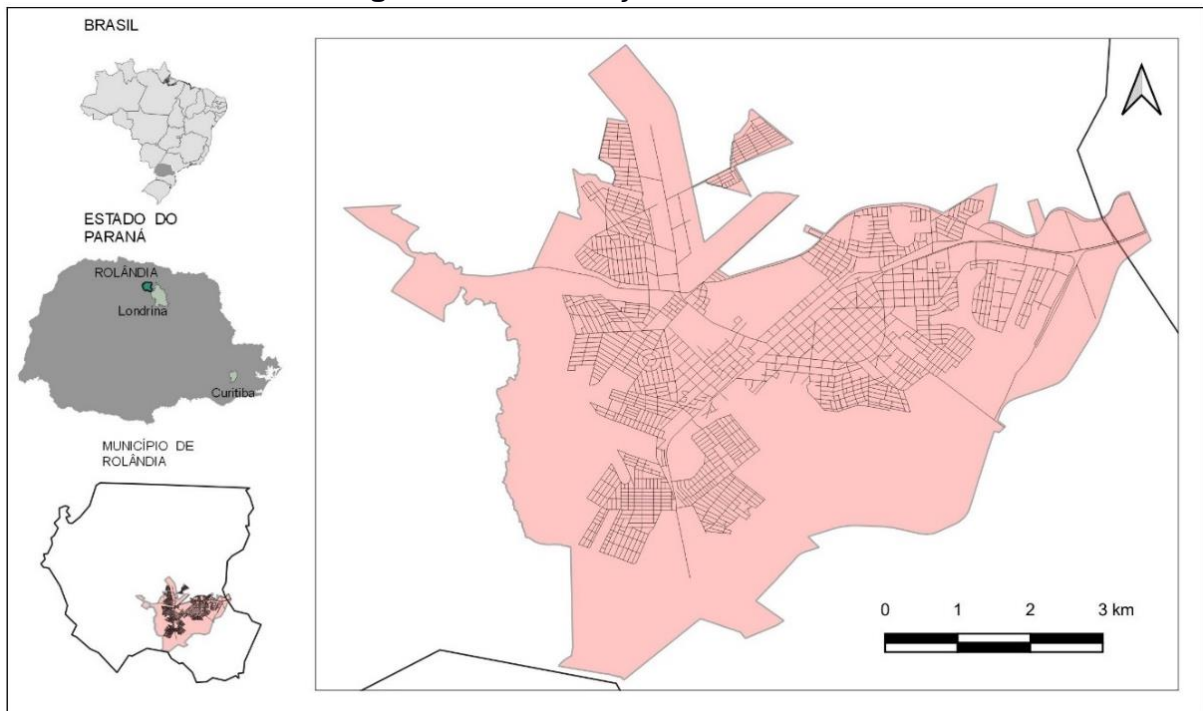 BRASIL
ESTADO DO
PARANÁ
ROLÂNDIA
Londrina
Curitiba
MUNICÍPIO DE
ROLÂNDIA
0 1 2 3 km